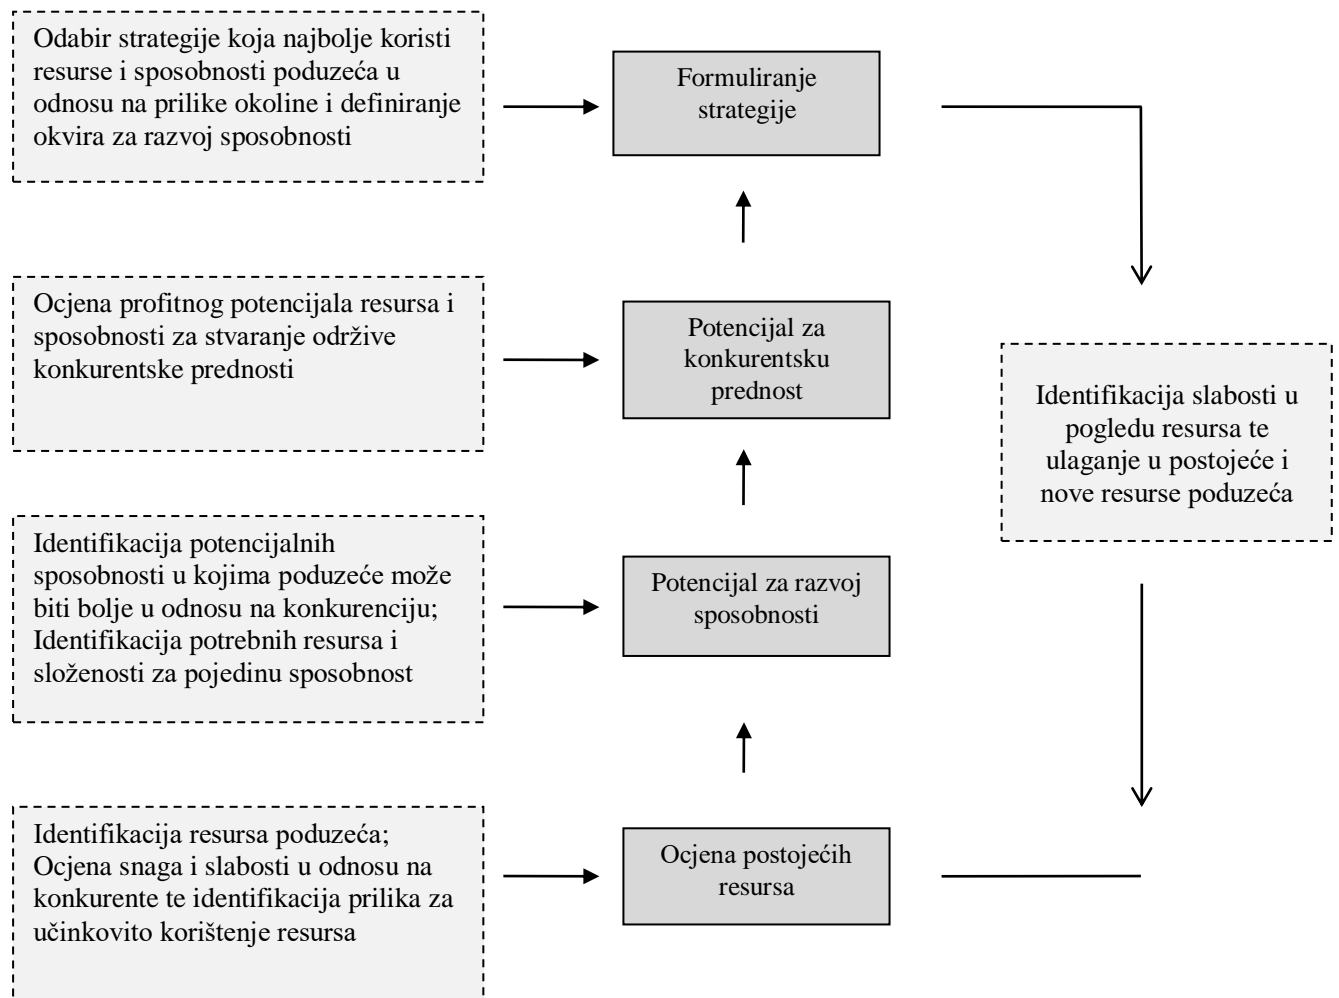 Odabir strategije koja najbolje koristi
resurse i sposobnosti poduzeća u
odnosu na prilike okoline i definiranje
okvira za razvoj sposobnosti
Formuliranje
strategije
Ocjena profitnog potencijala resursa i
sposobnosti za stvaranje održive
konkurentske prednosti
Potencijal za
konkurentsku
prednost
Identifikacija slabosti u
pogledu resursa te
ulaganje u postojeće i
nove resurse poduzeća
Identifikacija potencijalnih
sposobnosti u kojima poduzeće može
biti bolje u odnosu na konkurenciju;
Identifikacija potrebnih resursa i
složenosti za pojedinu sposobnost
Potencijal za razvoj
sposobnosti
Identifikacija resursa poduzeća;
Ocjena snaga i slabosti u odnosu na
konkurente te identifikacija prilika za
učinkovito korištenje resursa
Ocjena postojećih
resursa